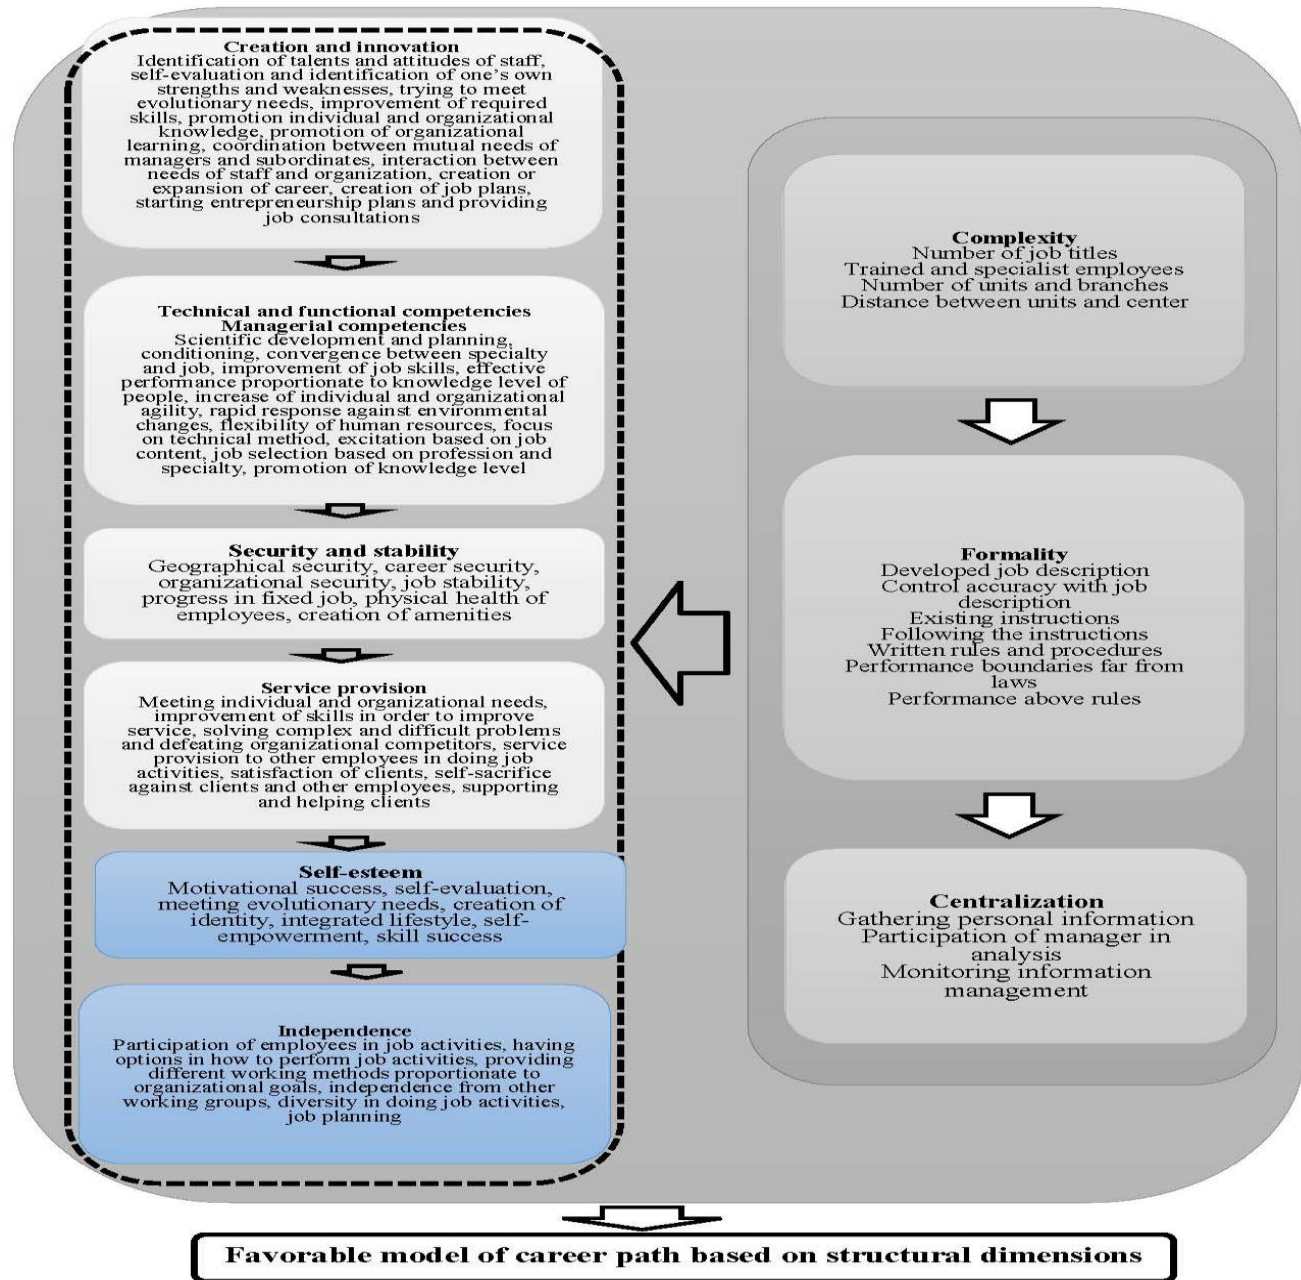 Creation and innovation
Identification of talents and attitudes of staff,
self-evaluation and identification of one's own
strengths and weaknesses, trying to meet
evolutionary needs, improvement of required
skills, promotion individual and organizational
knowledge, promotion of organizational
learning, coordination between mutual needs of
managers and subordinates, interaction between
needs of staff and organization, creation or
expansion of career, creation of job plans,
starting entrepreneurship plans and providing
job consultations
Technical and functional competencies
Managerial competencies
Scientific development and planning,
conditioning, convergence between specialty
and job, improvement of job skills, effective
performance proportionate to knowledge level of
people, increase of individual and organizational
agility, rapid response against environmental
changes, flexibility of human resources, focus
on technical method, excitation based on job
content, job selection based on profession and
specialty, promotion of knowledge level
Security and stability
Geographical security, career security,
organizational security, job stability,
progress in fixed job, physical health of
employees, creation of amenities
Service provision
Meeting individual and organizational needs,
improvement of skills in order to improve
service, solving complex and difficult problems
and defeating organizational competitors, service
provision to other employees in doing job
activities, satisfaction of clients, self-sacrifice
against clients and other employees, supporting
and helping clients
Self-esteem
Motivational success, self-evaluation,
meeting evolutionary needs, creation of
identity, integrated lifestyle, self-
empowerment, skill success
Independence
Participation of employees in job activities, having
options in how to perform job activities, providing
different working methods proportionate to
organizational goals, independence from other
working groups, diversity in doing job activities,
job planning
Complexity
Number of job titles
Trained and specialist employees
Number of units and branches
Distance between units and center
Formality
Developed job description
Control accuracy with job
description
Existing instructions
Following the instructions
Written rules and procedures
Performance boundaries far from
laws
Performance above rules
Centralization
Gathering personal information
Participation of manager in
analysis
Monitoring information
management
Favorable model of career path based on structural dimensions